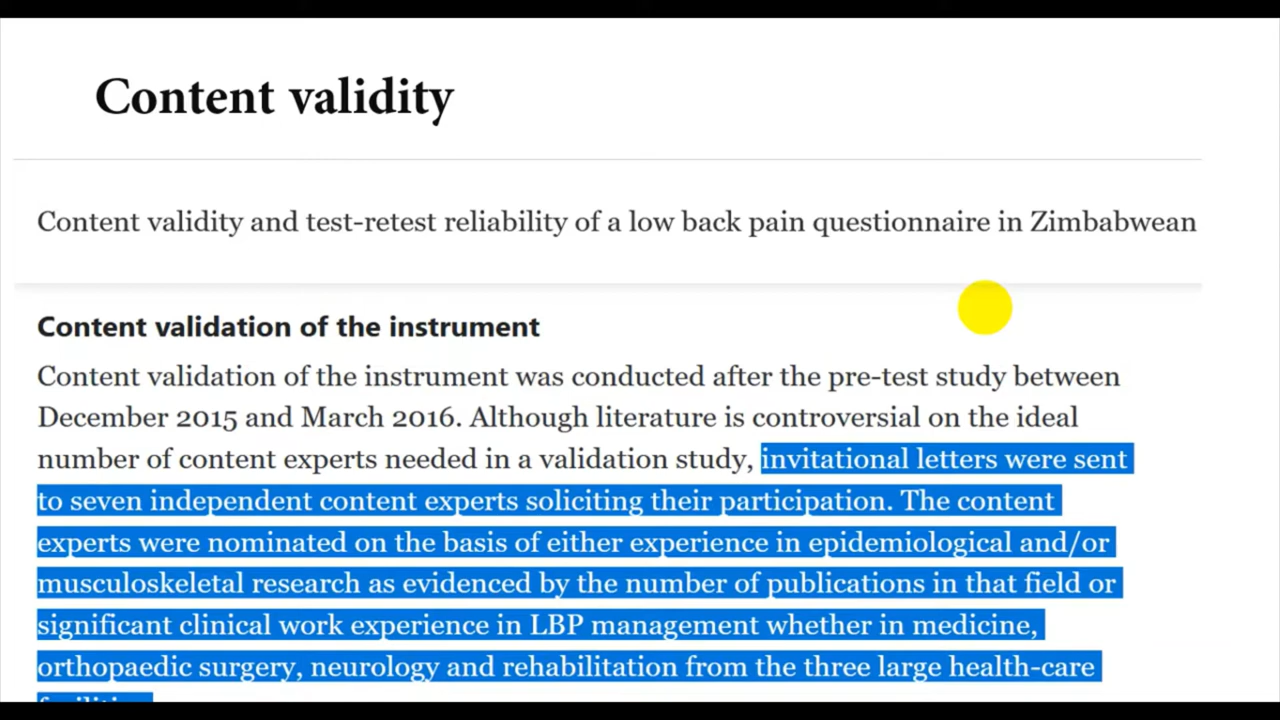 Content validity
Content validity and test-retest reliability of a low back pain questionnaire in Zimbabwean
Content validation of the instrument
Content validation of the instrument was conducted after the pre-test study between
December 2015 and March 2016. Although literature is controversial on the ideal
number of content experts needed in a validation study, invitational letters were sent
to seven independent content experts soliciting their participation. The content
experts were nominated on the basis of either experience in epidemiological and/or
musculoskeletal research as evidenced by the number of publications in that field or
significant clinical work experience in LBP management whether in medicine,
orthopaedic surgery, neurology and rehabilitation from the three large health-care